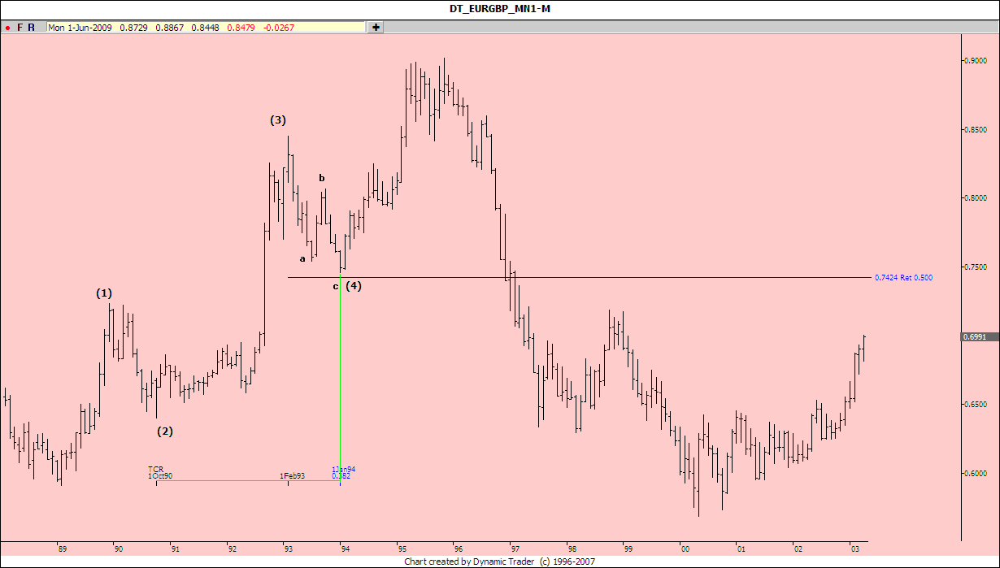 DT_EURGBP_MN1-M
F R Mon 1-Jun-2009 0.8729 0.8867 0.8448 0.8479 -0.0267 +
0.9000
(3)
0.8500
b
0.8000
a
0.7500
c (4)
0.7424 Ret 0.500
(1)
0.6991
0.6500
(2)
TCR 1Jan94
1Oct90 1Feb93 0.382
0.6000
89 90 91 92 93 94 95 96 97 98 99 00 01 02 03
Chart created by Dynamic Trader (c) 1996-2007